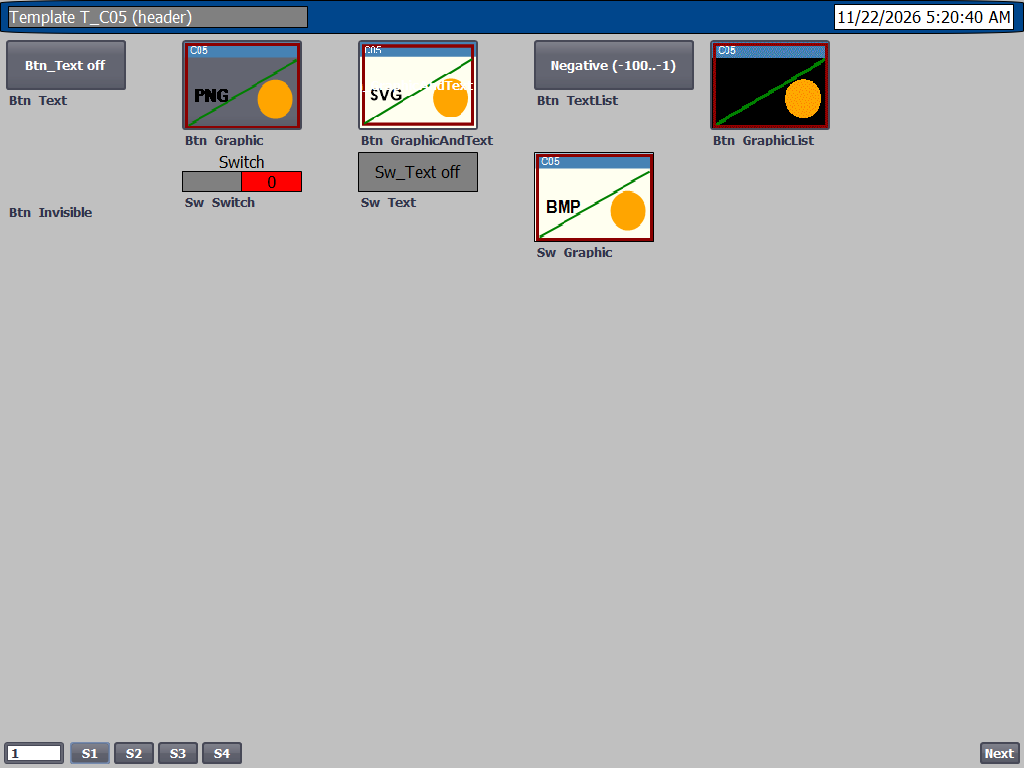 Template T_C05 (header)
11/22/2026 5:20:40 AM
Btn_Text off
C05
PNG
C05
SVG
Negative (-100..-1)
C05
Btn Text
Btn TextList
Btn Graphic
Btn GraphicAndText
Btn GraphicList
Switch
0
Sw_Text off
C05
BMP
Btn Invisible
Sw Switch
Sw Text
Sw Graphic
1
S1
S2
S3
S4
Next